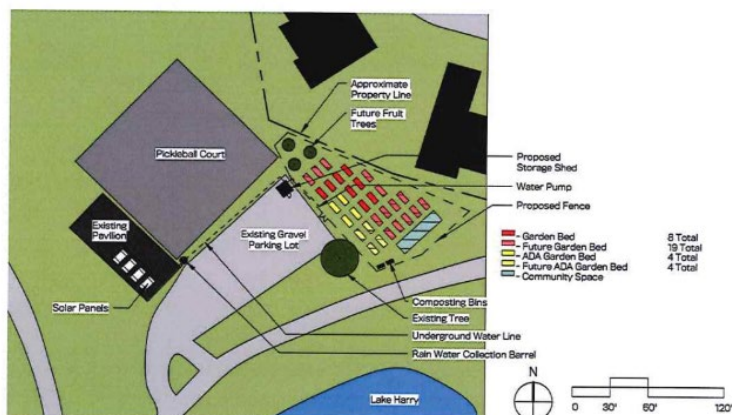 Approximate
Property Line
Future Fruit
Trees
Pickleball Court
Proposed
Storage Shed
Water Pump
Proposed Fence
Existing
Pavilion
Existing Gravel
Parking Lot
Garden Bed 8 Total
Future Garden Bed 19 Total
ADA Garden Bed 4 Total
Future ADA Garden Bed 4 Total
Community Space
Solar Panels
Composting Bins
Existing Tree
Underground Water Line
Rain Water Collection Barrel
Lake Harry
N
0 30' 60' 120'